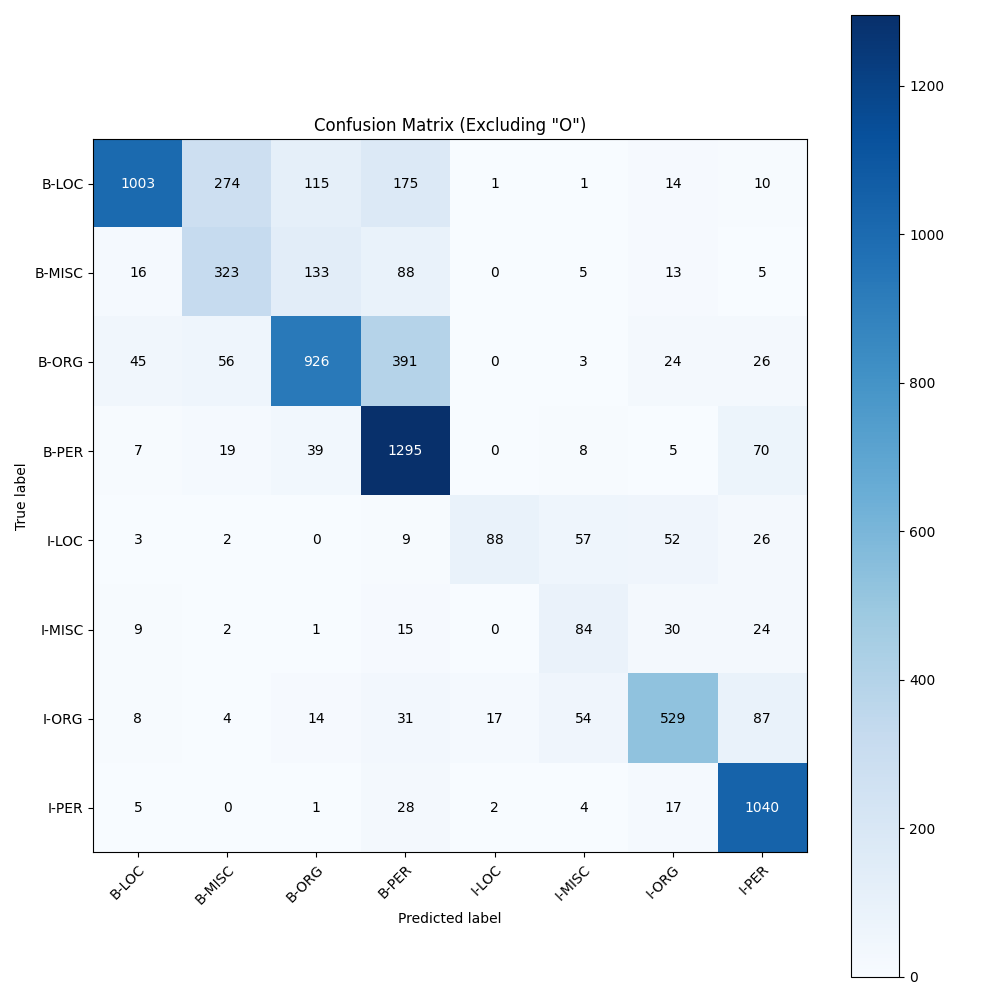 Confusion Matrix (Excluding "O")
B-LOC 1003 274 115 175 1 1 14 10
B-MISC 16 323 133 88 0 5 13 5
B-ORG 45 56 926 391 0 3 24 26
B-PER 7 19 39 1295 0 8 5 70
I-LOC 3 2 0 9 88 57 52 26
I-MISC 9 2 1 15 0 84 30 24
I-ORG 8 4 14 31 17 54 529 87
I-PER 5 0 1 28 2 4 17 1040
B-LOC B-MISC B-ORG B-PER I-LOC I-MISC I-ORG I-PER
Predicted label
True label
1200
1000
800
600
400
200
0